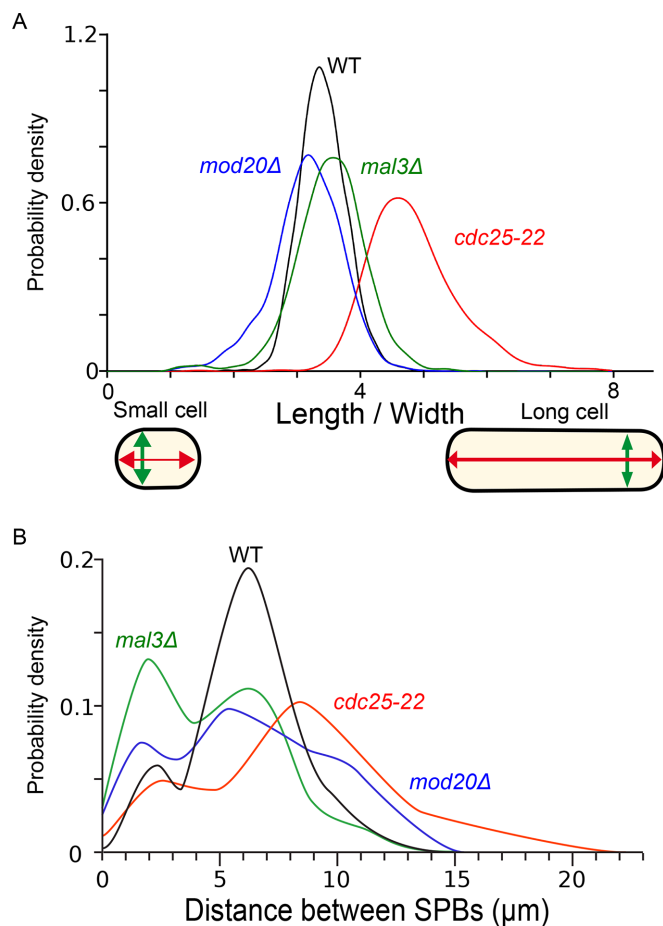 A
1.2
WT
mod20Δ
mal3Δ
0.6
cdc25-22
Probability density
0
0 4 8
Small cell
Length / Width
Long cell
B
0.2
WT
mal3Δ
cdc25-22
0.1
mod20Δ
Probability density
0
0 5 10 15 20
Distance between SPBs (μm)